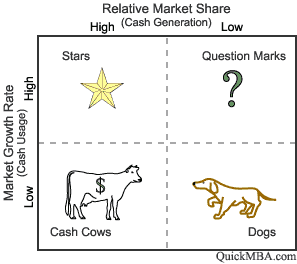 Relative Market Share
(Cash Generation)
High Low
Market Growth Rate
(Cash Usage)
High
Low
Stars
Question Marks
?
$
Cash Cows
Dogs
QuickMBA.com